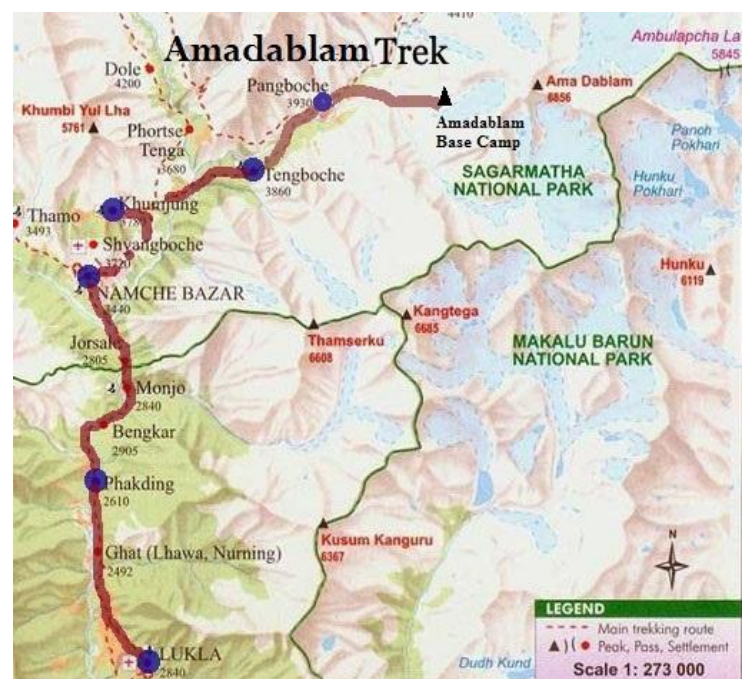 4410
Ambulapcha La
5845
Amadablam Trek
Dole
4200
Pangboche
3930
Ama Dablam
6856
Khumbi Yul Lha
5761
Amadablam
Base Camp
Phortse
Tenga
3680
Panch
Pokhari
Tengboche
3860
SAGARMATHA
NATIONAL PARK
Hunku
Pokhari
Khumjung
Thamo
3493
Shyangboche
3720
Hunku
6119
NAMCHE BAZAR
3440
Kangtega
6685
Jorsale
2805
Thamserku
6608
MAKALU BARUN
NATIONAL PARK
Monjo
2840
Bengkar
2905
Phakding
2610
Kusum Kanguru
6367
N
Ghat (Lhawa, Nurning)
2492
LEGEND
Main trekking route
Peak, Pass, Settlement
Scale 1: 273 000
LUKLA
2840
Dudh Kund